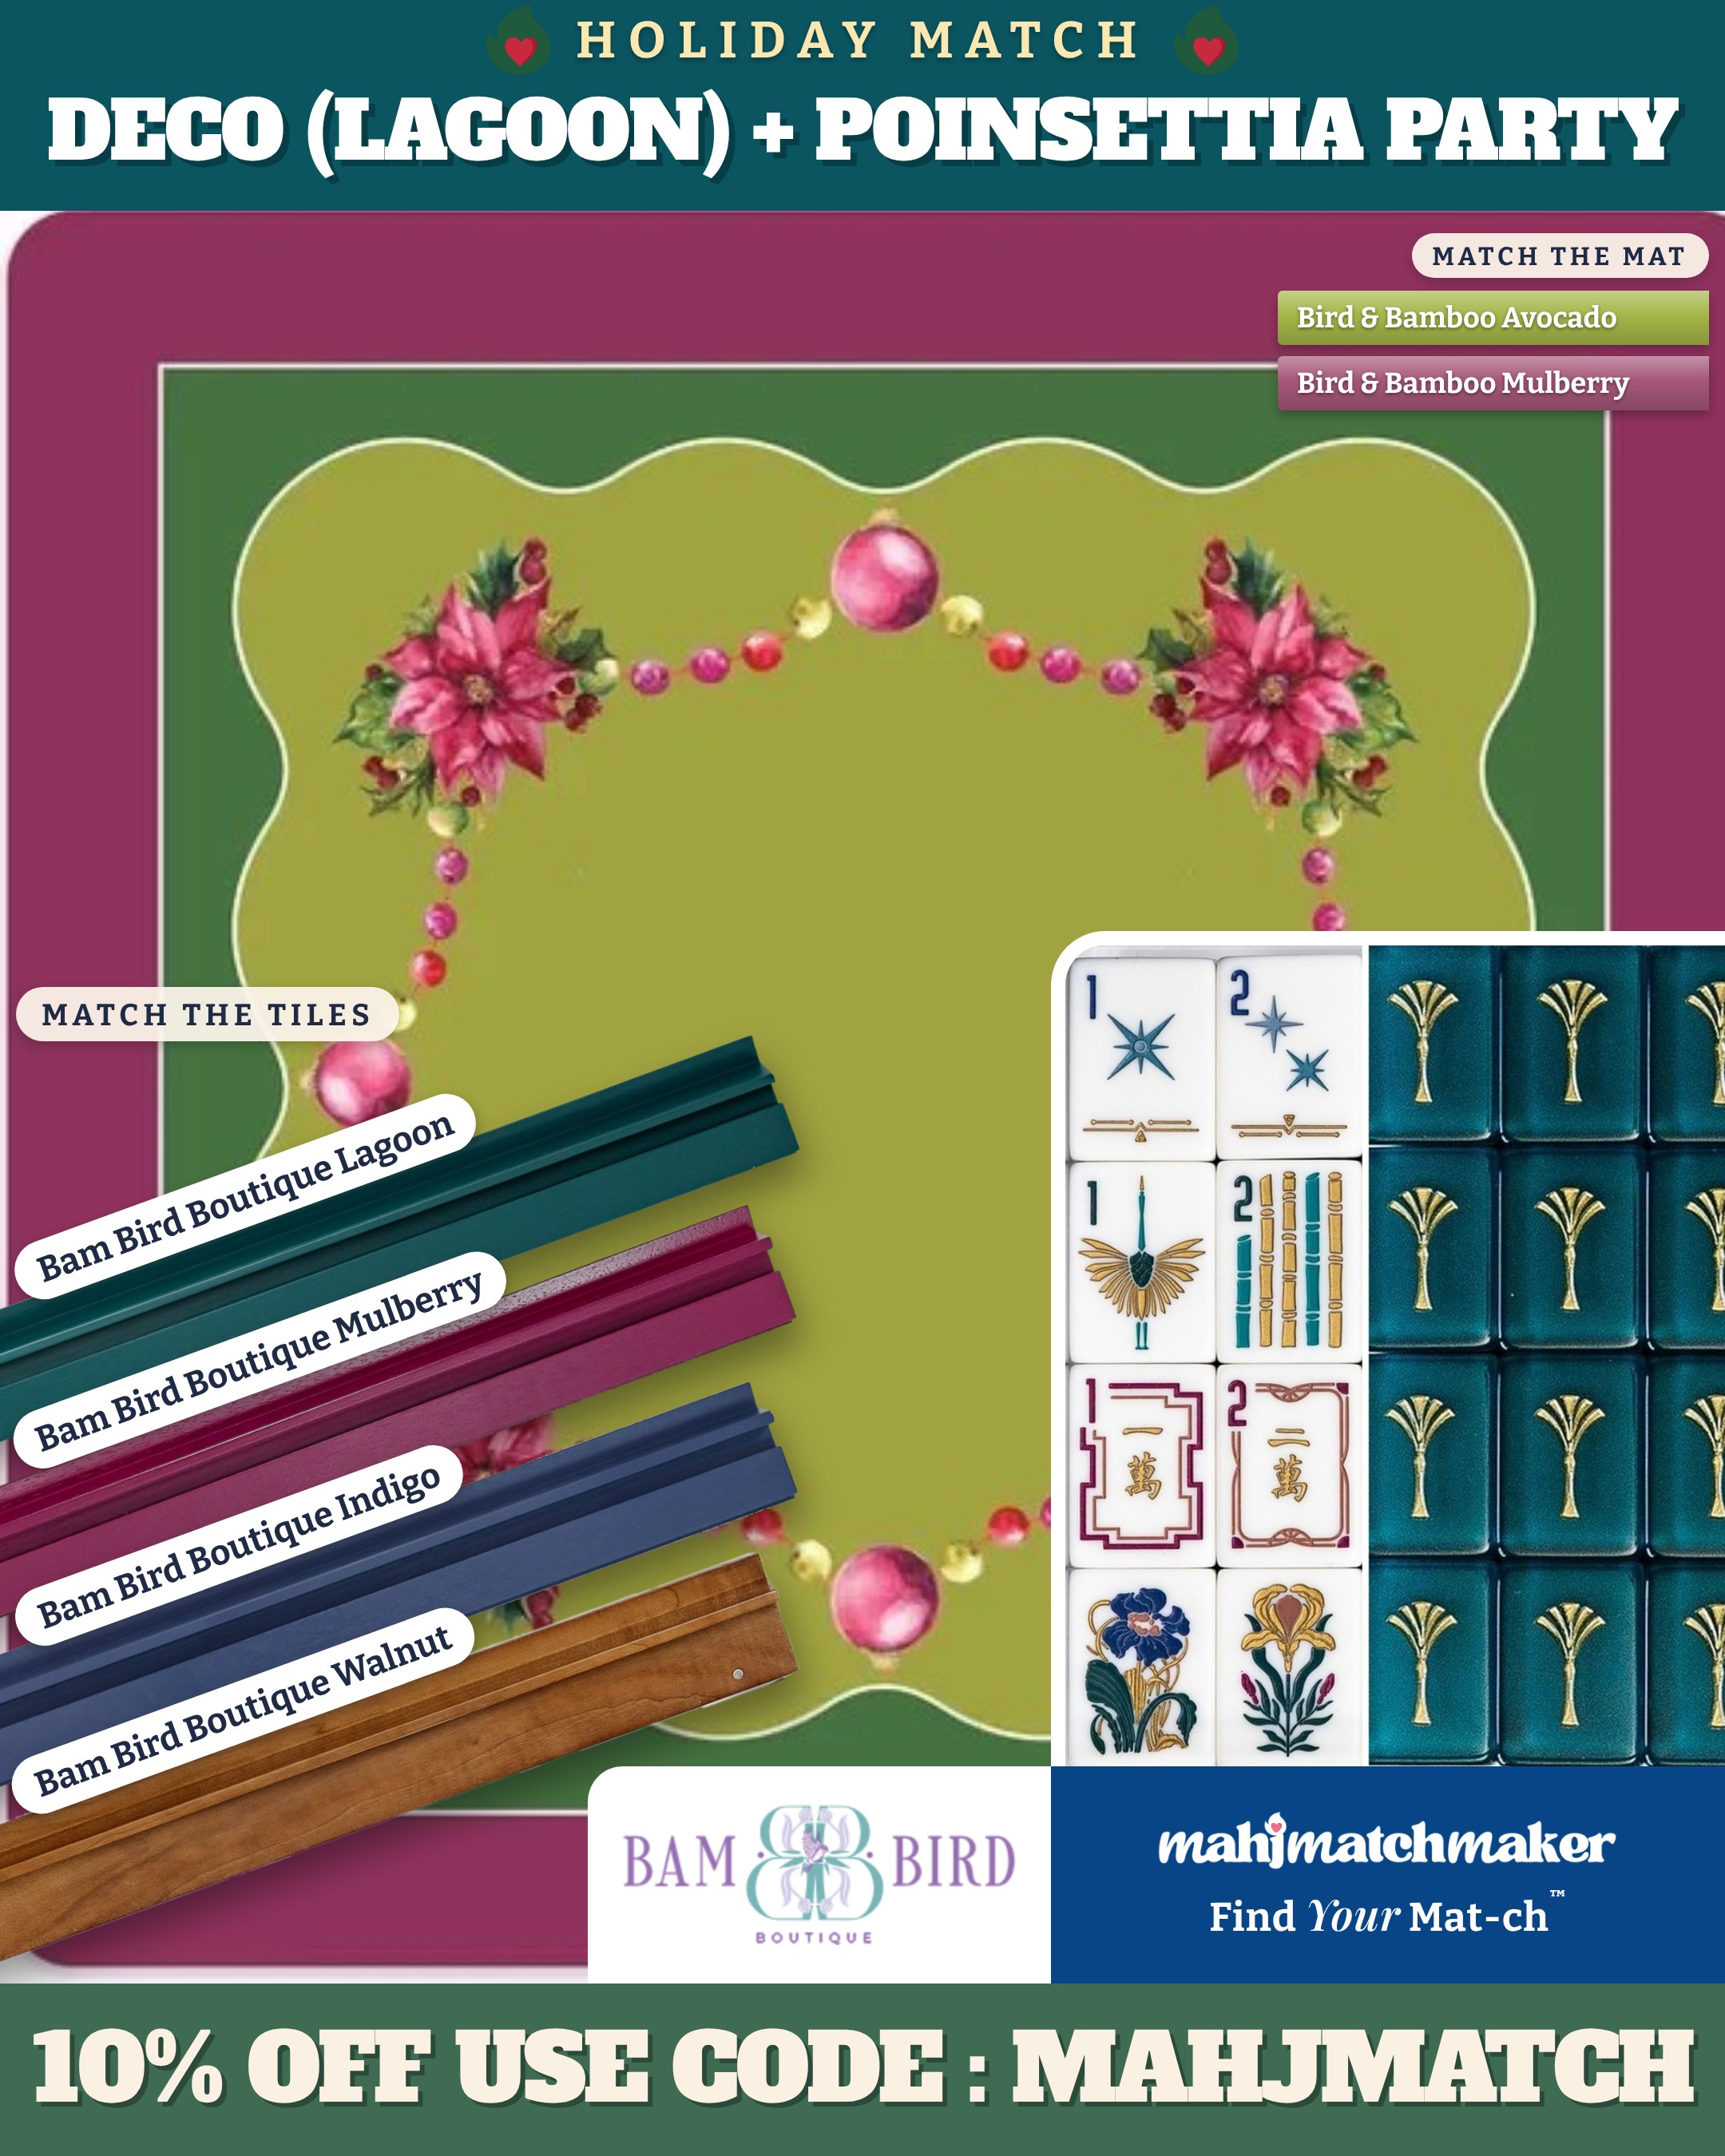 HOLIDAY MATCH
DECO (LAGOON) + POINSETTIA PARTY
MATCH THE MAT
Bird & Bamboo Avocado
Bird & Bamboo Mulberry
MATCH THE TILES
Bam Bird Boutique Lagoon
Bam Bird Boutique Mulberry
Bam Bird Boutique Indigo
Bam Bird Boutique Walnut
1 2
1 2
1 2
一 二
萬 萬
BAM BIRD
BOUTIQUE
mahjmatchmaker
Find Your Mat-ch™
10% OFF USE CODE : MAHJMATCH